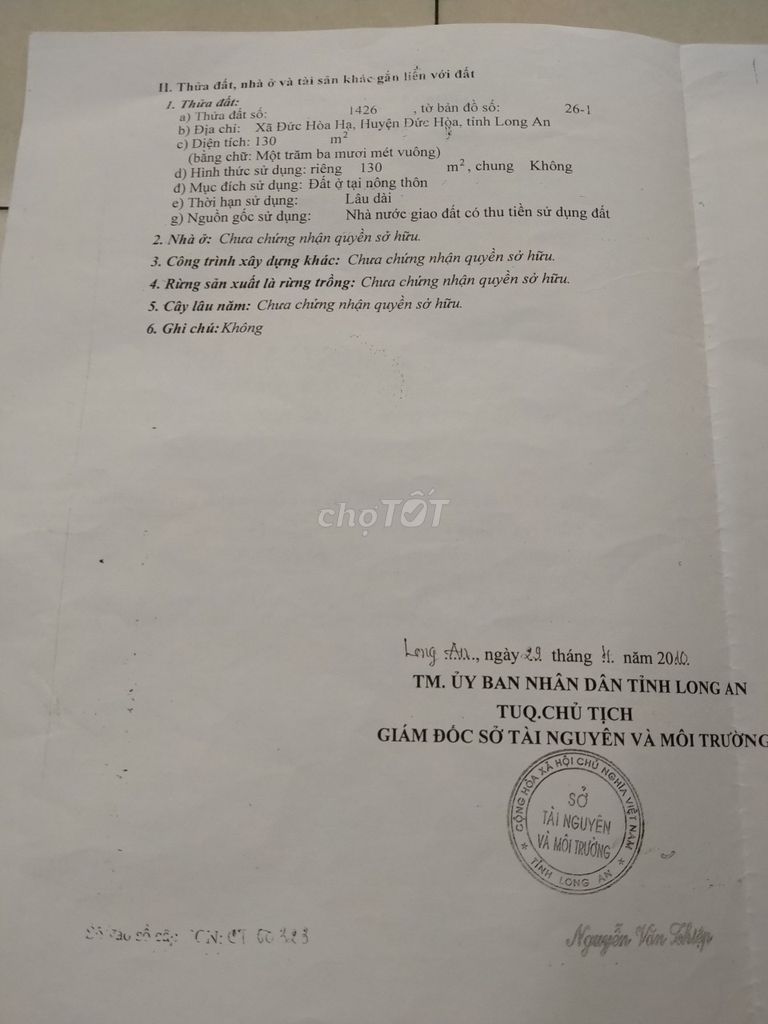 II. Thửa đất, nhà ở và tài sản khác gắn liền với đất
1. Thửa đất:
a) Thửa đất số: 1426 , tờ bản đồ số: 26-1
b) Địa chỉ: Xã Đức Hòa Hạ, Huyện Đức Hòa, tỉnh Long An
c) Diện tích: 130 m²
(bằng chữ: Một trăm ba mươi mét vuông)
d) Hình thức sử dụng: riêng 130 m², chung Không
đ) Mục đích sử dụng: Đất ở tại nông thôn
e) Thời hạn sử dụng: Lâu dài
g) Nguồn gốc sử dụng: Nhà nước giao đất có thu tiền sử dụng đất
2. Nhà ở: Chưa chứng nhận quyền sở hữu.
3. Công trình xây dựng khác: Chưa chứng nhận quyền sở hữu.
4. Rừng sản xuất là rừng trồng: Chưa chứng nhận quyền sở hữu.
5. Cây lâu năm: Chưa chứng nhận quyền sở hữu.
6. Ghi chú: Không
chợTỐT
Long An., ngày 29 tháng 11. năm 2010.
TM. ỦY BAN NHÂN DÂN TỈNH LONG AN
TUQ.CHỦ TỊCH
GIÁM ĐỐC SỞ TÀI NGUYÊN VÀ MÔI TRƯỜNG
CỘNG HÒA XÃ HỘI CHỦ NGHĨA VIỆT NAM
SỞ
TÀI NGUYÊN
VÀ MÔI TRƯỜNG
★ TỈNH LONG AN ★
Số vào sổ cấp GCN: CT 00323
Nguyễn Văn Thiệp